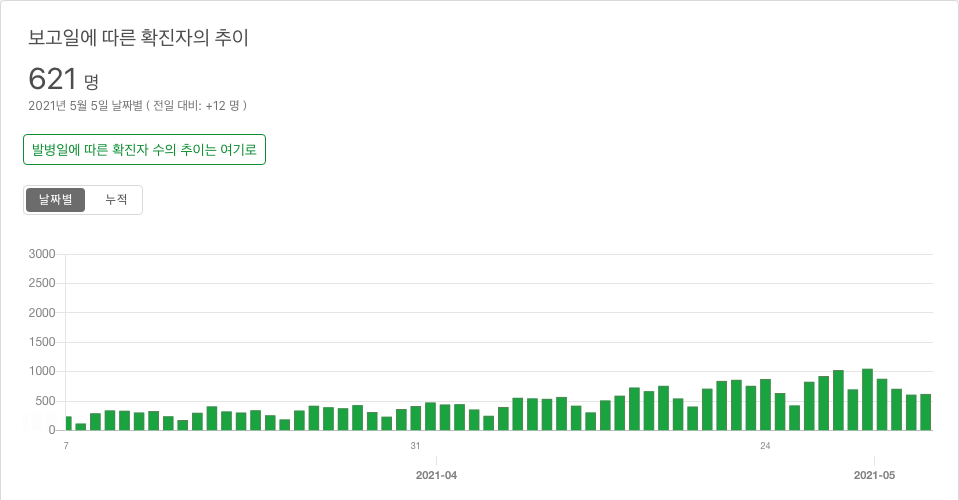 보고일에 따른 확진자의 추이
621 명
2021년 5월 5일 날짜별 ( 전일 대비: +12 명 )
발병일에 따른 확진자 수의 추이는 여기로
날짜별 누적
3000
2500
2000
1500
1000
500
0
7 31 24
2021-04 2021-05